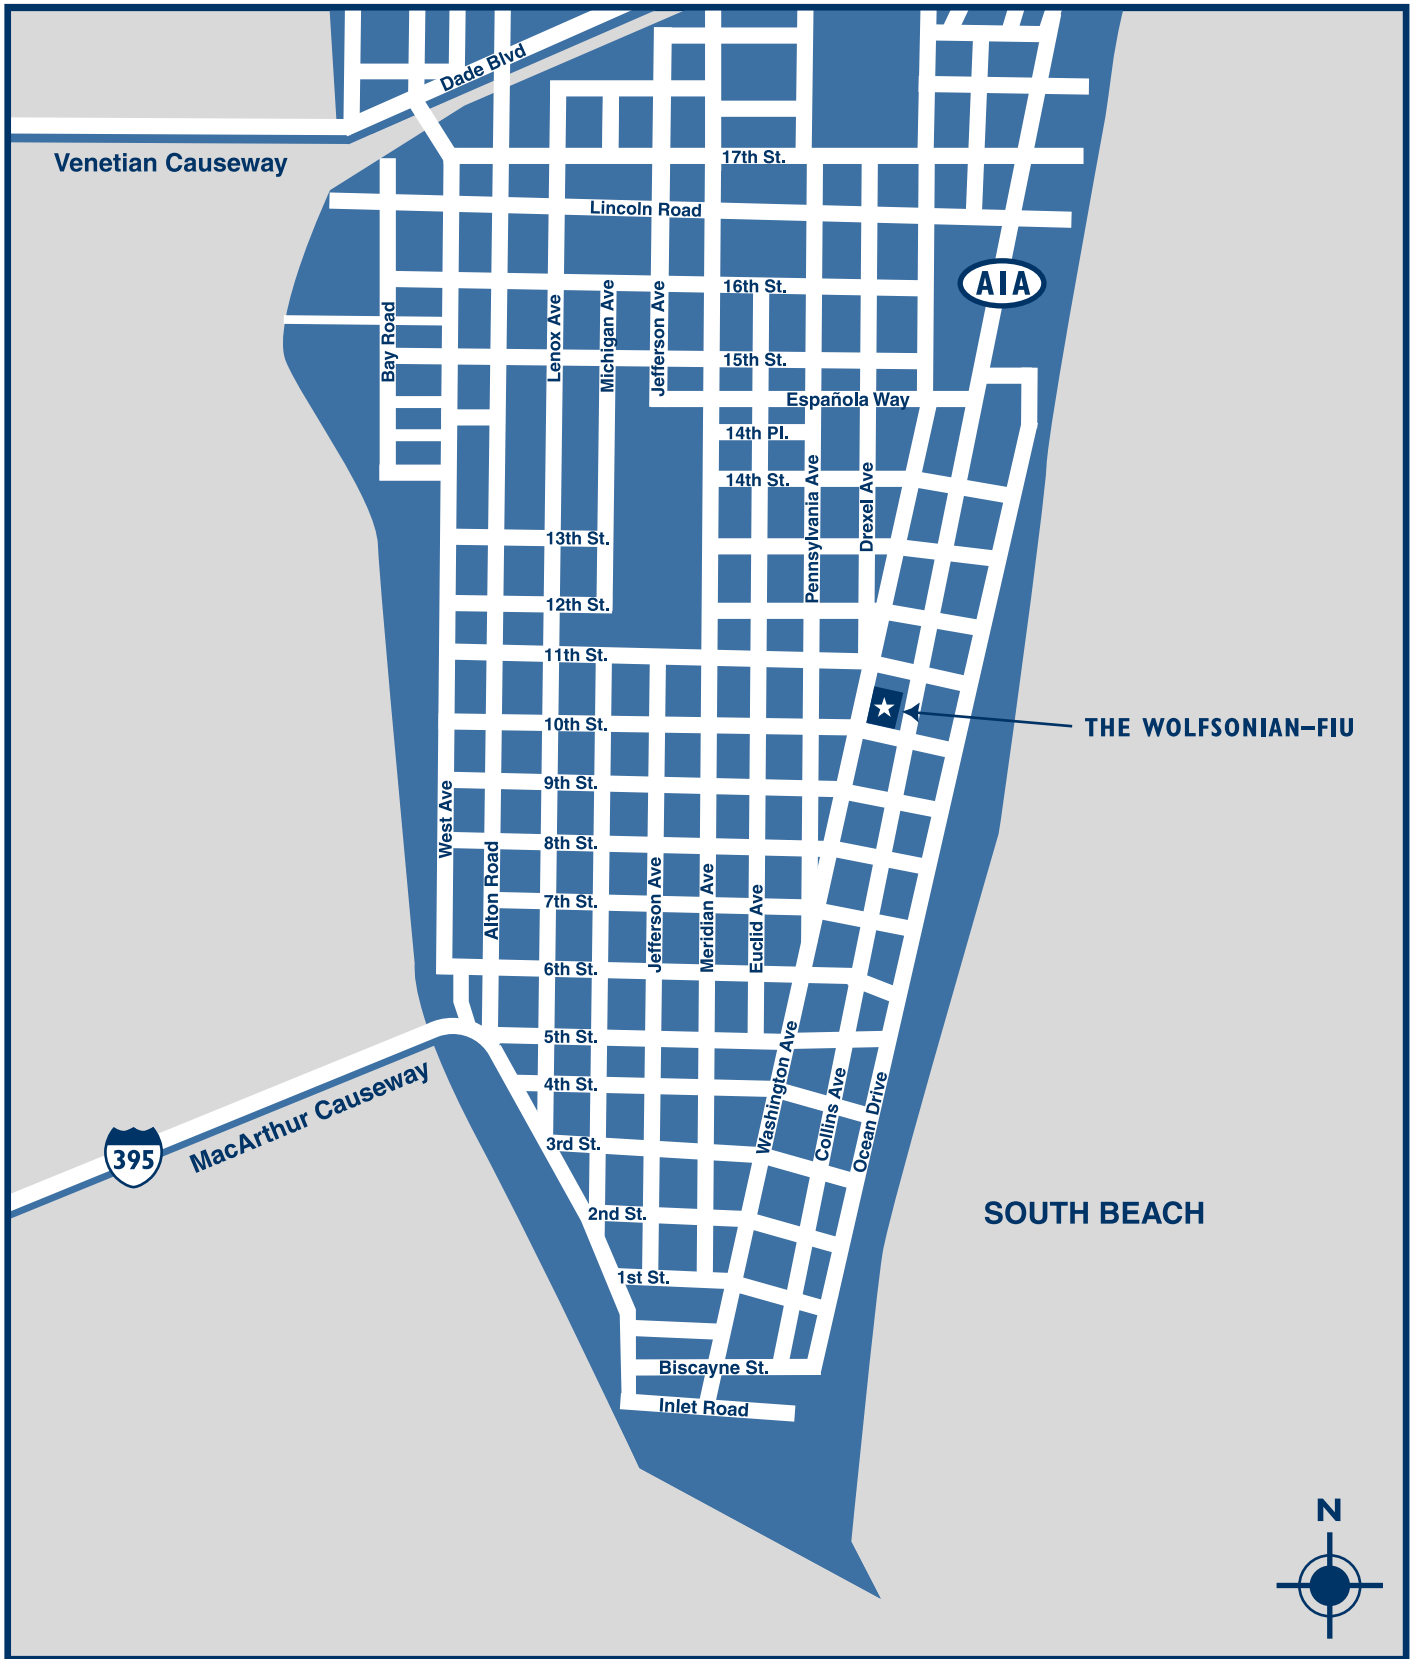 Dade Blvd
Venetian Causeway
17th St.
Lincoln Road
A1A
16th St.
Bay Road
Lenox Ave
Michigan Ave
Jefferson Ave
15th St.
Española Way
14th Pl.
14th St.
Pennsylvania Ave
Drexel Ave
13th St.
12th St.
11th St.
THE WOLFSONIAN–FIU
10th St.
9th St.
West Ave
8th St.
Alton Road
7th St.
Jefferson Ave
Meridian Ave
Euclid Ave
6th St.
5th St.
Washington Ave
Collins Ave
Ocean Drive
4th St.
MacArthur Causeway
395
3rd St.
2nd St.
SOUTH BEACH
1st St.
Biscayne St.
Inlet Road
N